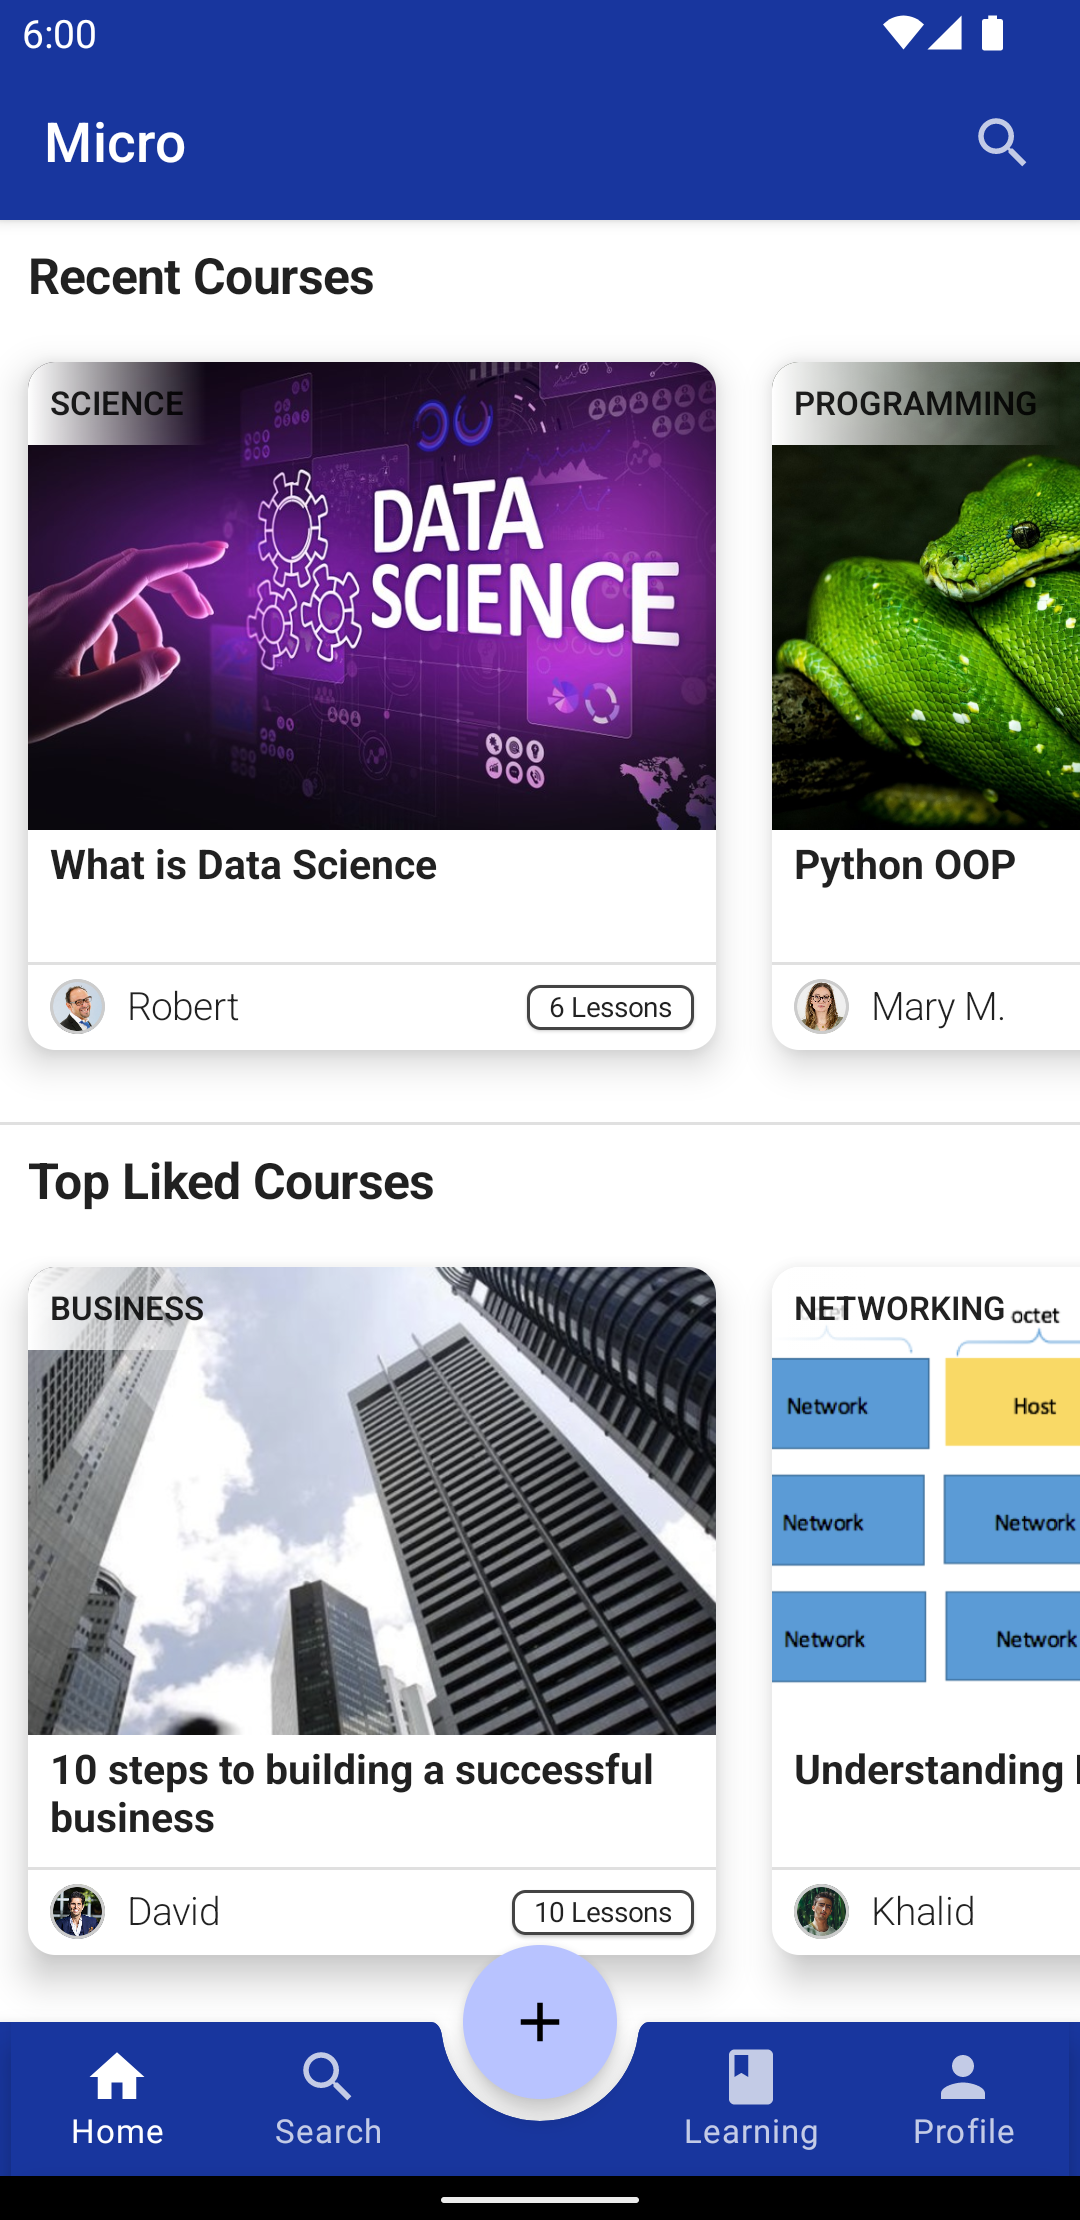 6:00
Micro
Recent Courses
SCIENCE
DATA
SCIENCE
What is Data Science
Robert
6 Lessons
PROGRAMMING
Python OOP
Mary M.
Top Liked Courses
BUSINESS
10 steps to building a successful
business
David
10 Lessons
NETWORKING
octet
Network
Host
Network
Network
Network
Network
Understanding
Khalid
Home
Search
Learning
Profile